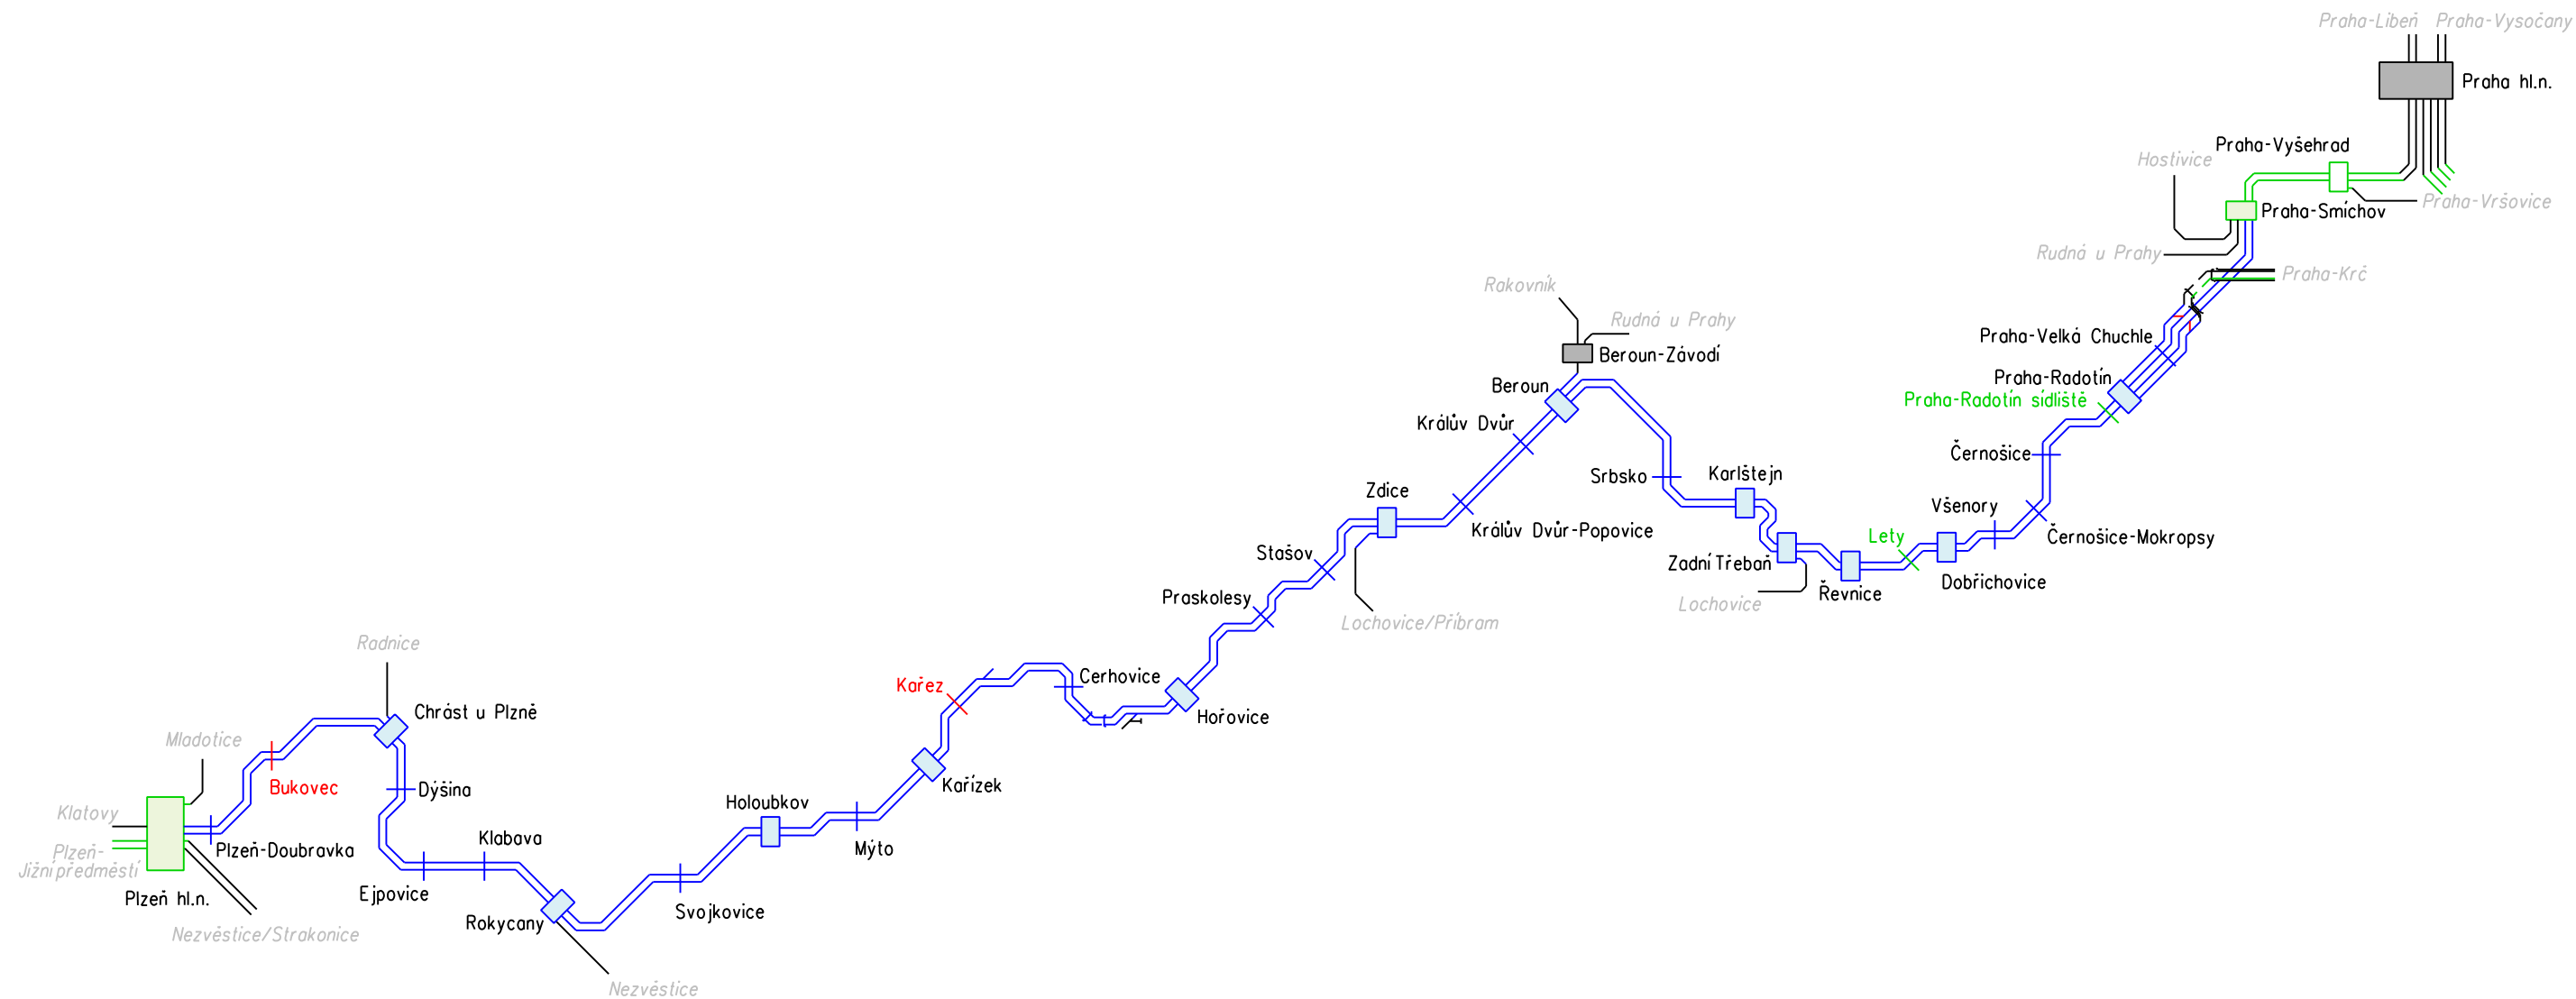 Praha-Libeň
Praha-Vysočany
Praha hl.n.
Praha-Vyšehrad
Hostivice
Praha-Vršovice
Praha-Smíchov
Rudná u Prahy
Praha-Krč
Rakovník
Rudná u Prahy
Praha-Velká Chuchle
Beroun-Závodí
Praha-Radotín
Beroun
Praha-Radotín sídliště
Králův Dvůr
Černošice
Srbsko
Karlštejn
Zdice
Všenory
Králův Dvůr-Popovice
Lety
Černošice-Mokropsy
Stašov
Zadní Třebaň
Dobřichovice
Řevnice
Praskolesy
Lochovice
Lochovice/Příbram
Radnice
Cerhovice
Kařez
Chrást u Plzně
Hořovice
Mladotice
Kařízek
Bukovec
Dýšina
Holoubkov
Klatovy
Klabava
Plzeň-Doubravka
Mýto
Plzeň-
Jižní předměstí
Ejpovice
Plzeň hl.n.
Svojkovice
Rokycany
Nezvěstice/Strakonice
Nezvěstice